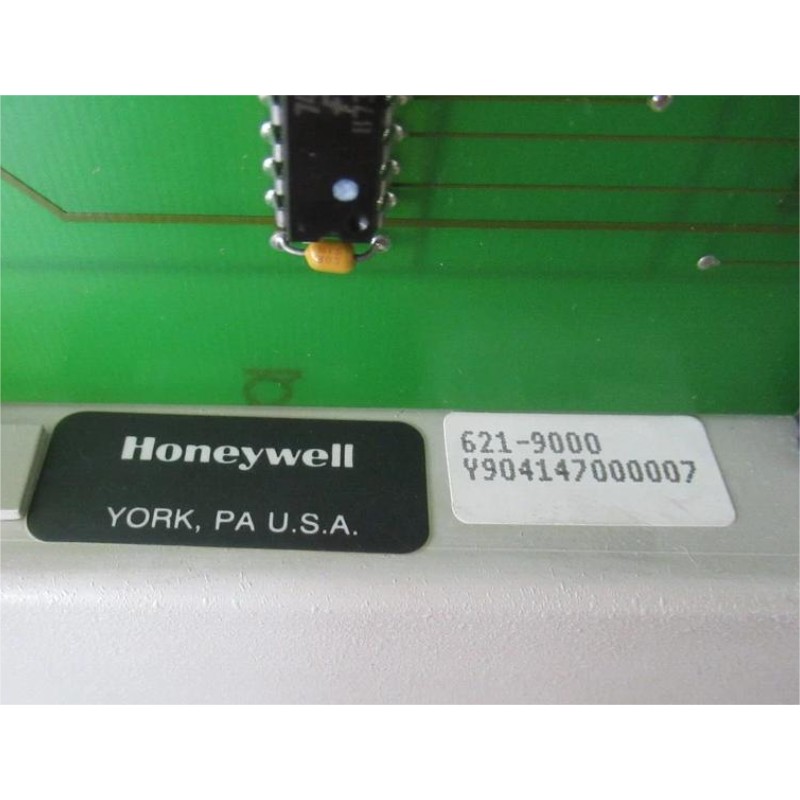 Honeywell
YORK, PA U.S.A.
621-9000
Y904147000007